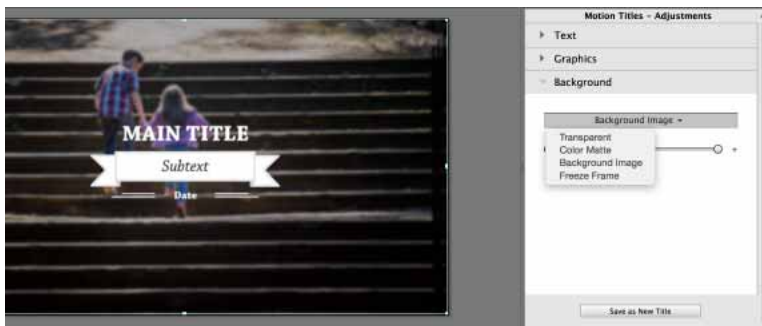 Motion Titles - Adjustments
Text
Graphics
Background
MAIN TITLE
Subtext
Date
Background Image
Transparent
Color Matte
Background Image
Freeze Frame
Save as New Title